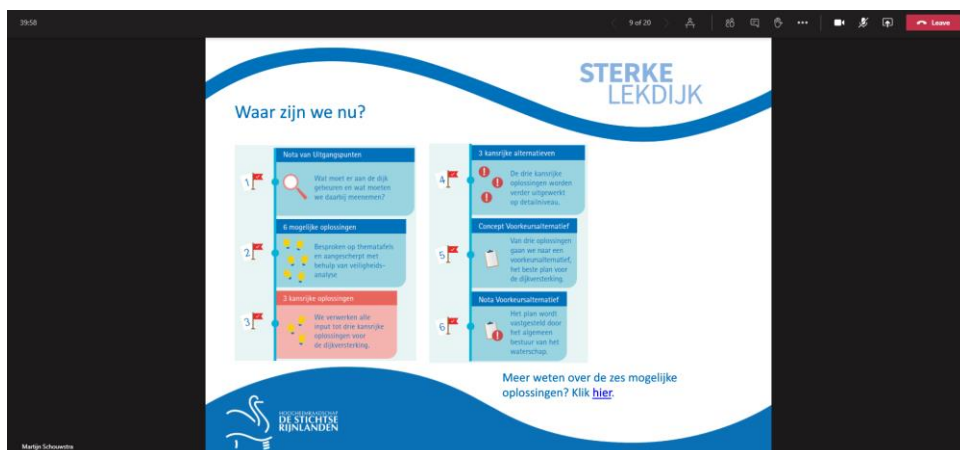 39:58
9 of 20
Leave
STERKE
LEKDIJK
Waar zijn we nu?
Nota van Uitgangspunten
1
Wat moet er aan de dijk
gebeuren en wat moeten
we daarbij meenemen?
6 mogelijke oplossingen
2
Besproken op thematafels
en aangescherpt met
behulp van veiligheids-
analyse
3 kansrijke oplossingen
3
We verwerken alle
input tot drie kansrijke
oplossingen voor
de dijkversterking.
3 kansrijke alternatieven
4
De drie kansrijke
oplossingen worden
verder uitgewerkt
op detailniveau.
Concept Voorkeursalternatief
5
Van drie oplossingen
gaan we naar een
voorkeursalternatief,
het beste plan voor
de dijkversterking.
Nota Voorkeursalternatief
6
Het plan wordt
vastgesteld door
het algemeen
bestuur van het
waterschap.
Meer weten over de zes mogelijke
oplossingen? Klik hier.
HOOGHEEMRAADSCHAP
DE STICHTSE
RIJNLANDEN
Martijn Schouwstra